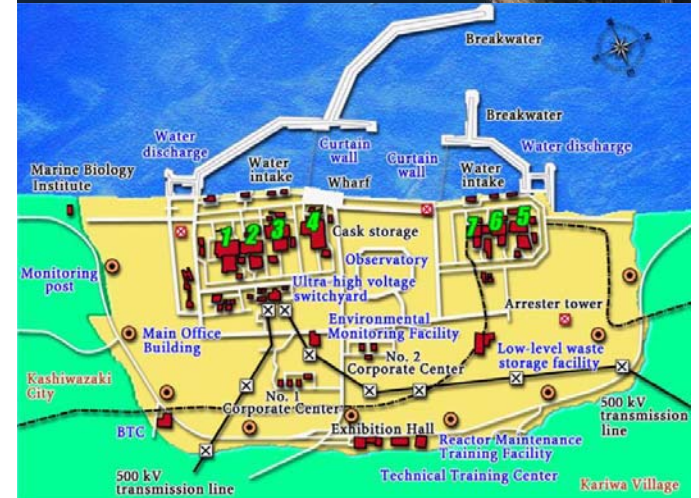 Breakwater
Breakwater
Water
discharge
Curtain
wall
Curtain
wall
Water discharge
Marine Biology
Institute
Water
intake
Wharf
Water
intake
1
2
3
4
7
6
5
Cask storage
Observatory
Monitoring
post
Ultra-high voltage
switchyard
Arrester tower
Main Office
Building
Environmental
Monitoring Facility
No. 2
Corporate Center
Low-level waste
storage facility
Kashiwazaki
City
No. 1
Corporate Center
500 kV
transmission
line
BTC
Exhibition Hall
Reactor Maintenance
Training Facility
500 kV
transmission line
Technical Training Center
Kariwa Village